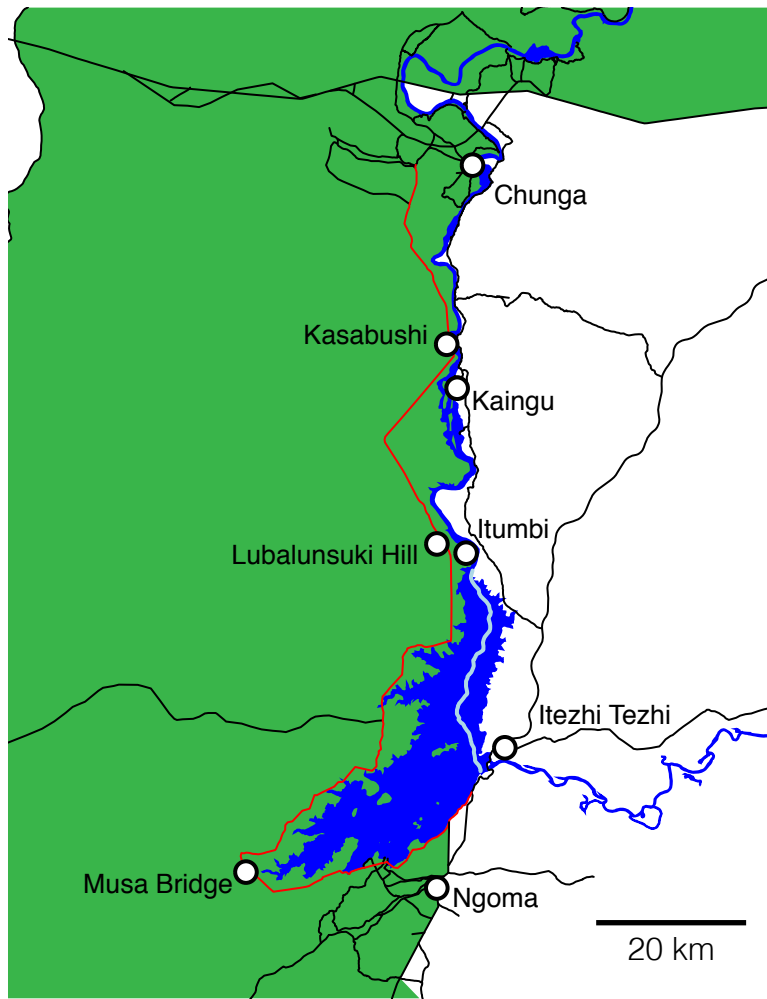 Chunga
Kasabushi
Kaingu
Itumbi
Lubalunsuki Hill
Itezhi Tezhi
Musa Bridge
Ngoma
20 km